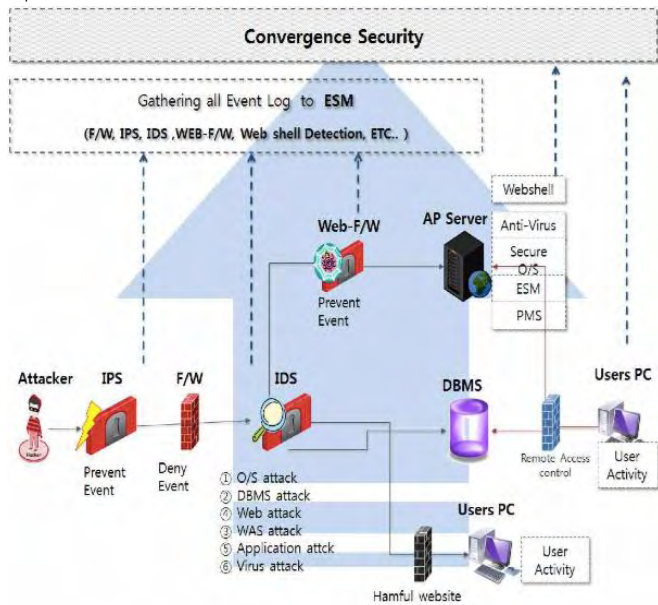 Convergence Security
Gathering all Event Log to ESM
(F/W, IPS, IDS ,WEB-F/W, Web shell Detection, ETC.. )
Webshell
Web-F/W
AP Server
Anti-Virus
Secure
O/S
ESM
PMS
Prevent
Event
Attacker
IPS
F/W
IDS
DBMS
Users PC
Prevent
Event
Deny
Event
Remote Access
control
User
Activity
① O/S attack
② DBMS attack
④ Web attack
③ WAS attack
⑤ Application attck
⑥ Virus attack
Users PC
User
Activity
Hamful website